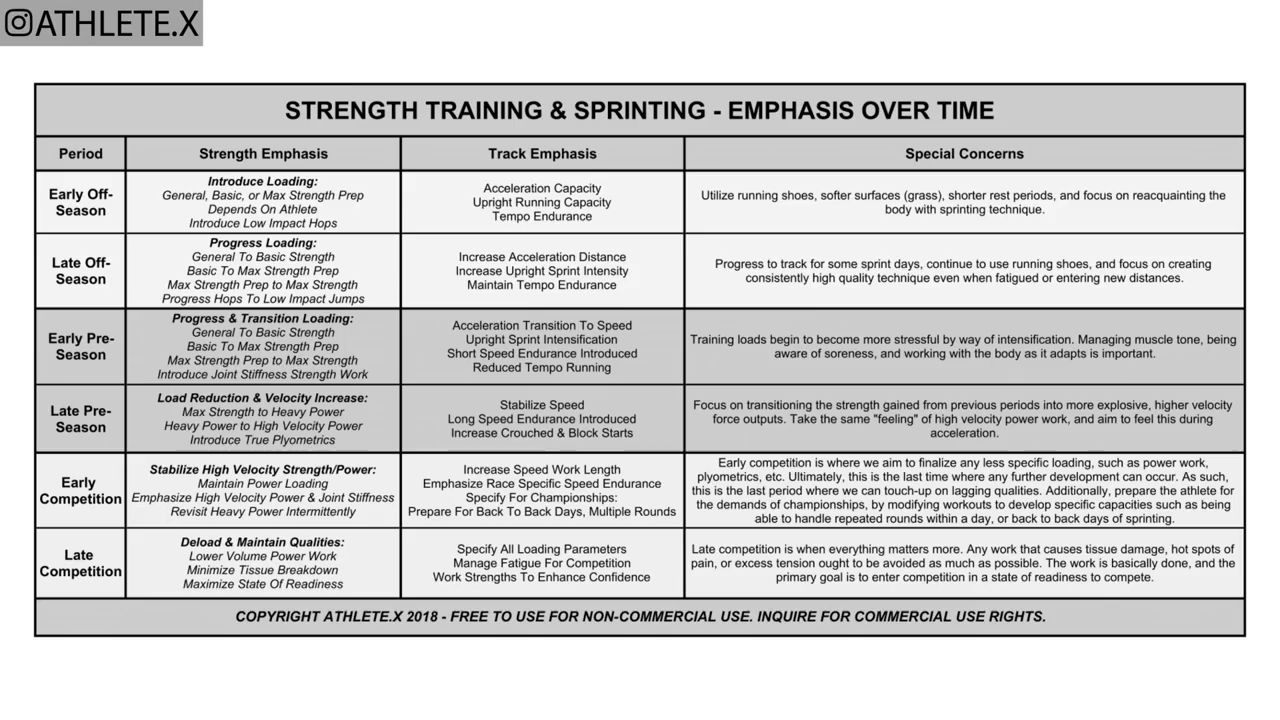 ATHLETE.X
STRENGTH TRAINING & SPRINTING - EMPHASIS OVER TIME
Period
Strength Emphasis
Track Emphasis
Special Concerns
Early Off-
Season
Introduce Loading:
General, Basic, or Max Strength Prep
Depends On Athlete
Introduce Low Impact Hops
Acceleration Capacity
Upright Running Capacity
Tempo Endurance
Utilize running shoes, softer surfaces (grass), shorter rest periods, and focus on reacquainting the
body with sprinting technique.
Late Off-
Season
Progress Loading:
General To Basic Strength
Basic To Max Strength Prep
Max Strength Prep to Max Strength
Progress Hops To Low Impact Jumps
Increase Acceleration Distance
Increase Upright Sprint Intensity
Maintain Tempo Endurance
Progress to track for some sprint days, continue to use running shoes, and focus on creating
consistently high quality technique even when fatigued or entering new distances.
Early Pre-
Season
Progress & Transition Loading:
General To Basic Strength
Basic To Max Strength Prep
Max Strength Prep to Max Strength
Introduce Joint Stiffness Strength Work
Acceleration Transition To Speed
Upright Sprint Intensification
Short Speed Endurance Introduced
Reduced Tempo Running
Training loads begin to become more stressful by way of intensification. Managing muscle tone, being
aware of soreness, and working with the body as it adapts is important.
Late Pre-
Season
Load Reduction & Velocity Increase:
Max Strength to Heavy Power
Heavy Power to High Velocity Power
Introduce True Plyometrics
Stabilize Speed
Long Speed Endurance Introduced
Increase Crouched & Block Starts
Focus on transitioning the strength gained from previous periods into more explosive, higher velocity
force outputs. Take the same "feeling" of high velocity power work, and aim to feel this during
acceleration.
Early
Competition
Stabilize High Velocity Strength/Power:
Maintain Power Loading
Emphasize High Velocity Power & Joint Stiffness
Revisit Heavy Power Intermittently
Increase Speed Work Length
Emphasize Race Specific Speed Endurance
Specify For Championships:
Prepare For Back To Back Days, Multiple Rounds
Early competition is where we aim to finalize any less specific loading, such as power work,
plyometrics, etc. Ultimately, this is the last time where any further development can occur. As such,
this is the last period where we can touch-up on lagging qualities. Additionally, prepare the athlete for
the demands of championships, by modifying workouts to develop specific capacities such as being
able to handle repeated rounds within a day, or back to back days of sprinting.
Late
Competition
Deload & Maintain Qualities:
Lower Volume Power Work
Minimize Tissue Breakdown
Maximize State Of Readiness
Specify All Loading Parameters
Manage Fatigue For Competition
Work Strengths To Enhance Confidence
Late competition is when everything matters more. Any work that causes tissue damage, hot spots of
pain, or excess tension ought to be avoided as much as possible. The work is basically done, and the
primary goal is to enter competition in a state of readiness to compete.
COPYRIGHT ATHLETE.X 2018 - FREE TO USE FOR NON-COMMERCIAL USE. INQUIRE FOR COMMERCIAL USE RIGHTS.